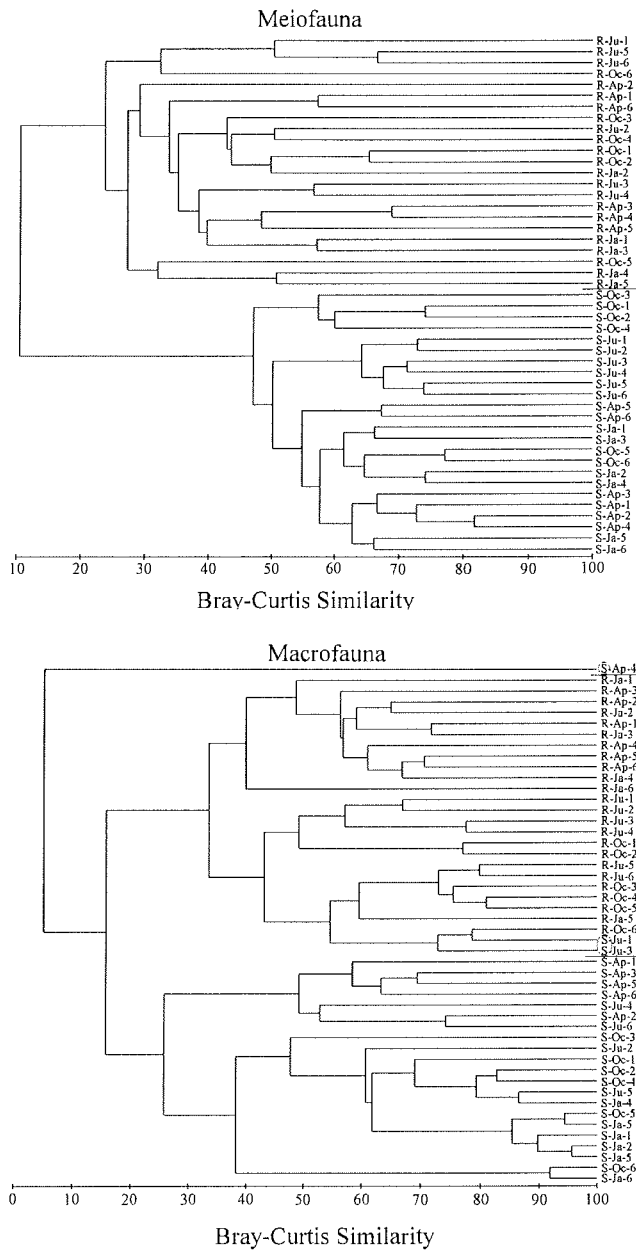 Meiofauna
R-Ju-1
R-Ju-5
R-Ju-6
R-Oc-6
R-Ap-2
R-Ap-1
R-Ap-6
R-Oc-3
R-Ju-2
R-Oc-4
R-Oc-1
R-Oc-2
R-Ja-2
R-Ju-3
R-Ju-4
R-Ap-3
R-Ap-4
R-Ap-5
R-Ja-1
R-Ja-3
R-Oc-5
R-Ja-4
R-Ja-5
S-Oc-3
S-Oc-1
S-Oc-2
S-Oc-4
S-Ju-1
S-Ju-2
S-Ju-3
S-Ju-4
S-Ju-5
S-Ju-6
S-Ap-5
S-Ap-6
S-Ja-1
S-Ja-3
S-Oc-5
S-Oc-6
S-Ja-2
S-Ja-4
S-Ap-3
S-Ap-1
S-Ap-2
S-Ap-4
S-Ja-5
S-Ja-6
10 20 30 40 50 60 70 80 90 100
Bray-Curtis Similarity
Macrofauna
S-Ap-4
R-Ja-1
R-Ap-3
R-Ap-2
R-Ju-2
R-Ap-1
R-Ja-3
R-Ap-4
R-Ap-5
R-Ap-6
R-Ja-4
R-Ja-6
R-Ju-1
R-Ju-2
R-Ju-3
R-Ju-4
R-Oc-1
R-Oc-2
R-Ju-5
R-Ju-6
R-Oc-3
R-Oc-4
R-Oc-5
R-Ja-5
R-Oc-6
S-Ju-1
S-Ju-3
S-Ap-1
S-Ap-3
S-Ap-5
S-Ap-6
S-Ju-4
S-Ap-2
S-Ju-6
S-Oc-3
S-Ju-2
S-Oc-1
S-Oc-2
S-Oc-4
S-Ju-5
S-Ja-4
S-Oc-5
S-Ja-5
S-Ja-1
S-Ja-2
S-Ja-5
S-Oc-6
S-Ja-6
0 10 20 30 40 50 60 70 80 90 100
Bray-Curtis Similarity